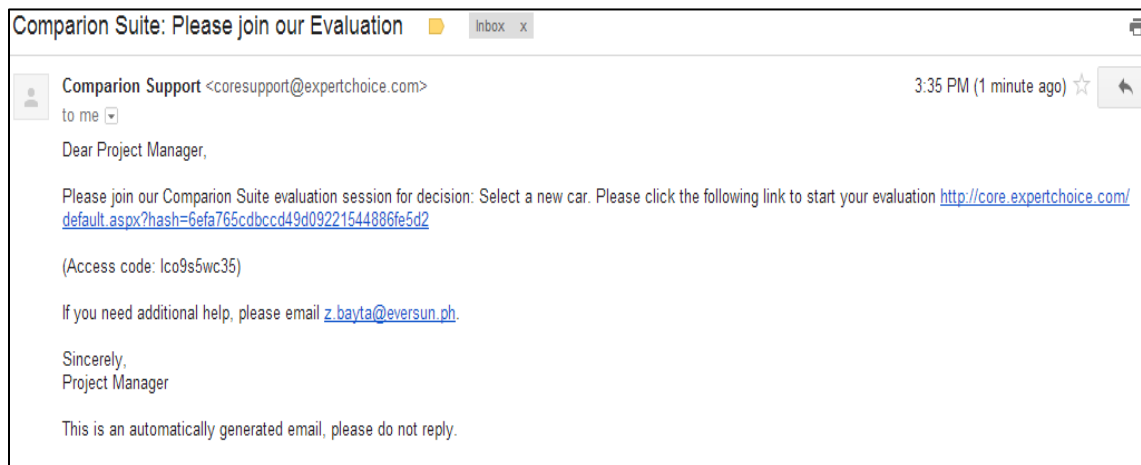 Comparion Suite: Please join our Evaluation Inbox x
Comparion Support <coresupport@expertchoice.com> 3:35 PM (1 minute ago)
to me
Dear Project Manager,
Please join our Comparion Suite evaluation session for decision: Select a new car. Please click the following link to start your evaluation http://core.expertchoice.com/
default.aspx?hash=6efa765cdbccd49d09221544886fe5d2
(Access code: lco9s5wc35)
If you need additional help, please email z.bayta@eversun.ph.
Sincerely,
Project Manager
This is an automatically generated email, please do not reply.